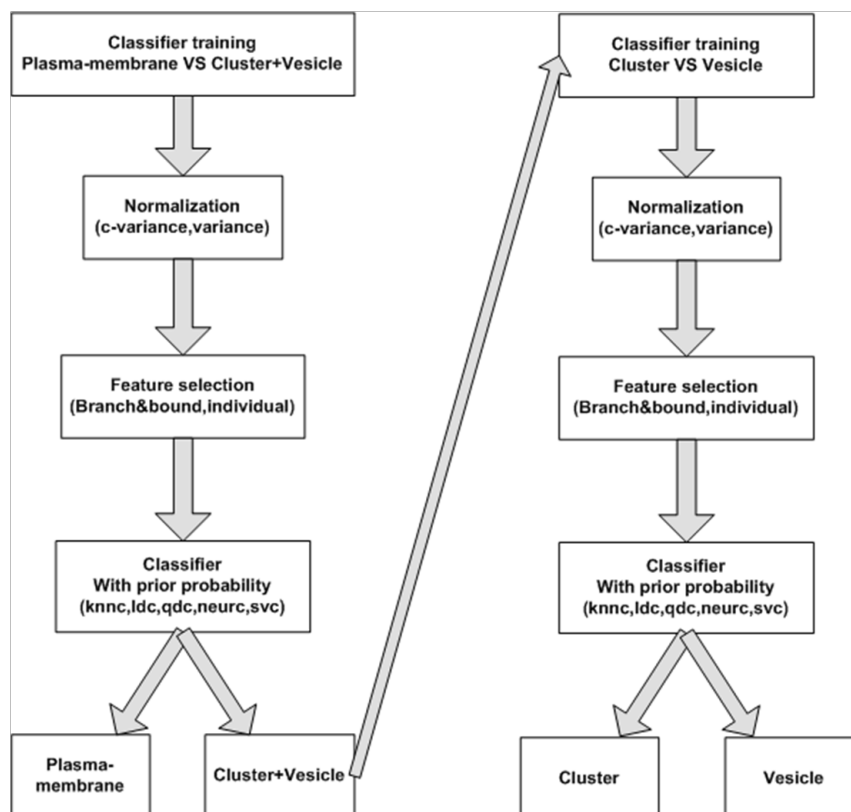 Classifier training
Plasma-membrane VS Cluster+Vesicle
Normalization
(c-variance,variance)
Feature selection
(Branch&bound,individual)
Classifier
With prior probability
(knnc,ldc,qdc,neurc,svc)
Plasma-
membrane
Cluster+Vesicle
Classifier training
Cluster VS Vesicle
Normalization
(c-variance,variance)
Feature selection
(Branch&bound,individual)
Classifier
With prior probability
(knnc,ldc,qdc,neurc,svc)
Cluster
Vesicle